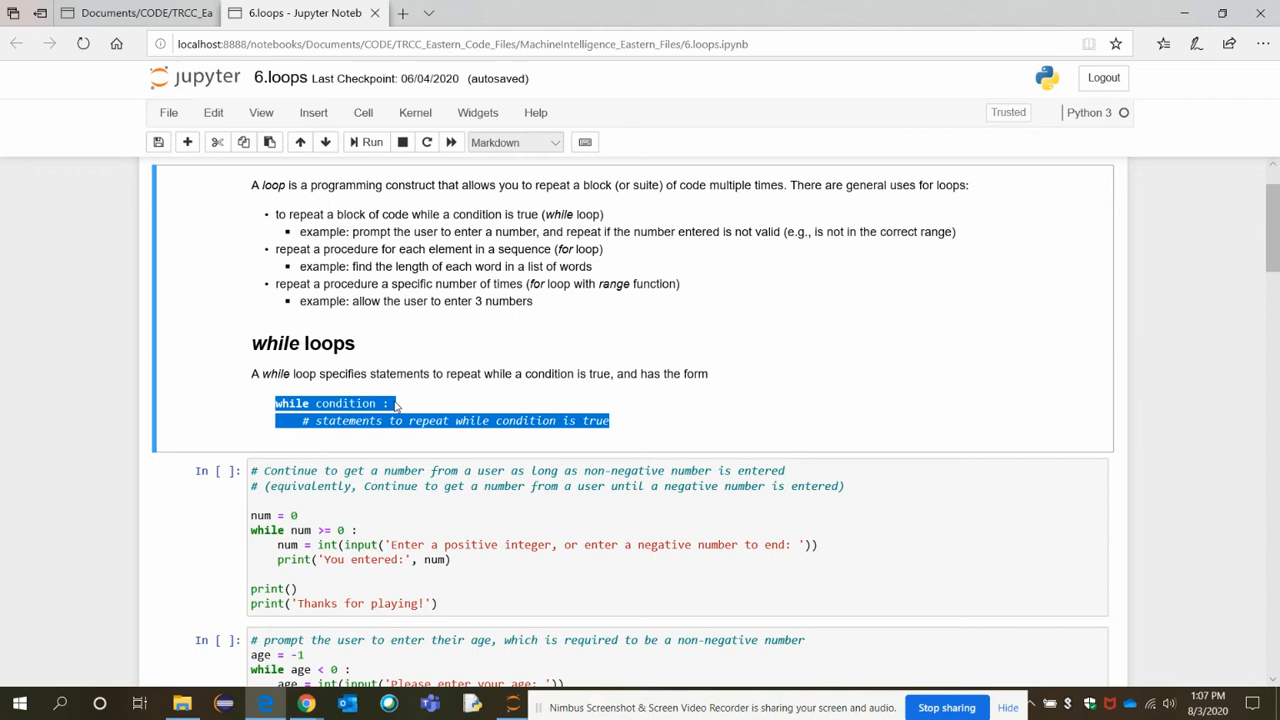 Documents/CODE/TRCC_Ea
6.loops - Jupyter Noteb
localhost:8888/notebooks/Documents/CODE/TRCC_Eastern_Code_Files/MachineIntelligence_Eastern_Files/6.loops.ipynb
jupyter 6.loops Last Checkpoint: 06/04/2020 (autosaved)
Logout
File Edit View Insert Cell Kernel Widgets Help
Trusted Python 3
Run Markdown
A loop is a programming construct that allows you to repeat a block (or suite) of code multiple times. There are general uses for loops:
• to repeat a block of code while a condition is true (while loop)
▪ example: prompt the user to enter a number, and repeat if the number entered is not valid (e.g., is not in the correct range)
• repeat a procedure for each element in a sequence (for loop)
▪ example: find the length of each word in a list of words
• repeat a procedure a specific number of times (for loop with range function)
▪ example: allow the user to enter 3 numbers
while loops
A while loop specifies statements to repeat while a condition is true, and has the form
while condition :
# statements to repeat while condition is true
In [ ]: # Continue to get a number from a user as long as non-negative number is entered
# (equivalently, Continue to get a number from a user until a negative number is entered)
num = 0
while num >= 0 :
num = int(input('Enter a positive integer, or enter a negative number to end: '))
print('You entered:', num)
print()
print('Thanks for playing!')
In [ ]: # prompt the user to enter their age, which is required to be a non-negative number
age = -1
while age < 0 :
age = int(input('Please enter your age: '))
Nimbus Screenshot & Screen Video Recorder is sharing your screen and audio.
Stop sharing
Hide
1:07 PM
8/3/2020